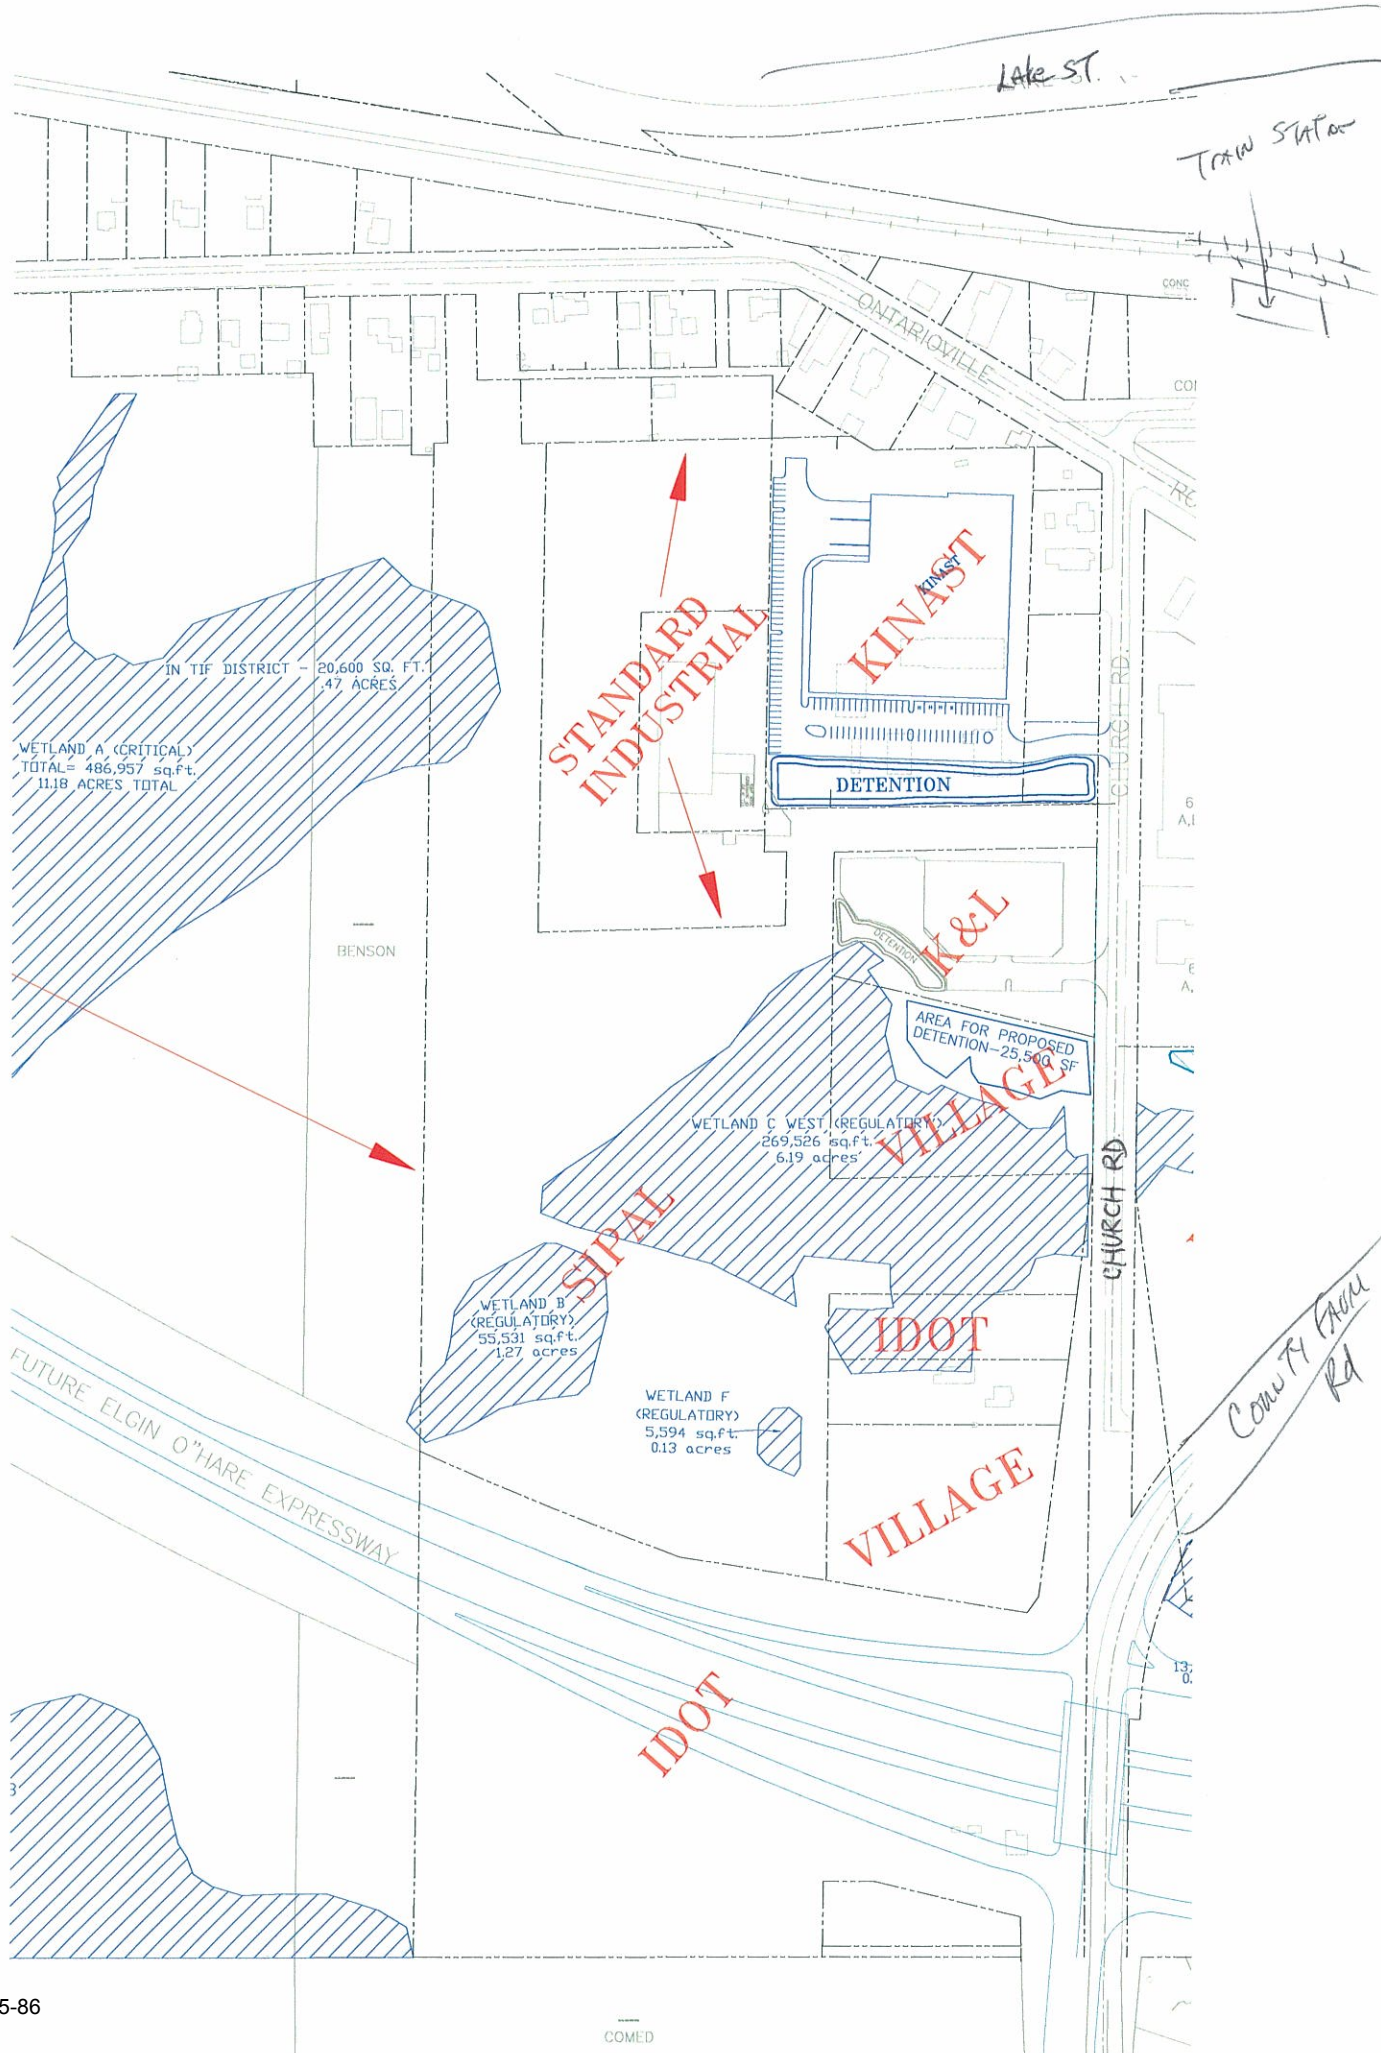 LAKE ST.
TRAIN STATION
CONC
ONTARIOVILLE
CHURCH RD.
STANDARD
INDUSTRIAL
KINAST
KINAST
IN TIF DISTRICT - 20,600 SQ. FT.
.47 ACRES
WETLAND A (CRITICAL)
TOTAL= 486,957 sq.ft.
11.18 ACRES TOTAL
DETENTION
6
BENSON
K&L
DETENTION
AREA FOR PROPOSED
DETENTION-25,500 SF
VILLAGE
WETLAND C WEST (REGULATORY)
269,526 sq.ft.
6.19 acres
CHURCH RD
SIPAL
WETLAND B
(REGULATORY)
55,531 sq.ft.
1.27 acres
IDOT
COUNTY FARM
Rd
WETLAND F
(REGULATORY)
5,594 sq.ft.
0.13 acres
VILLAGE
FUTURE ELGIN O"HARE EXPRESSWAY
IDOT
13,
0.
3
5-86
COMED